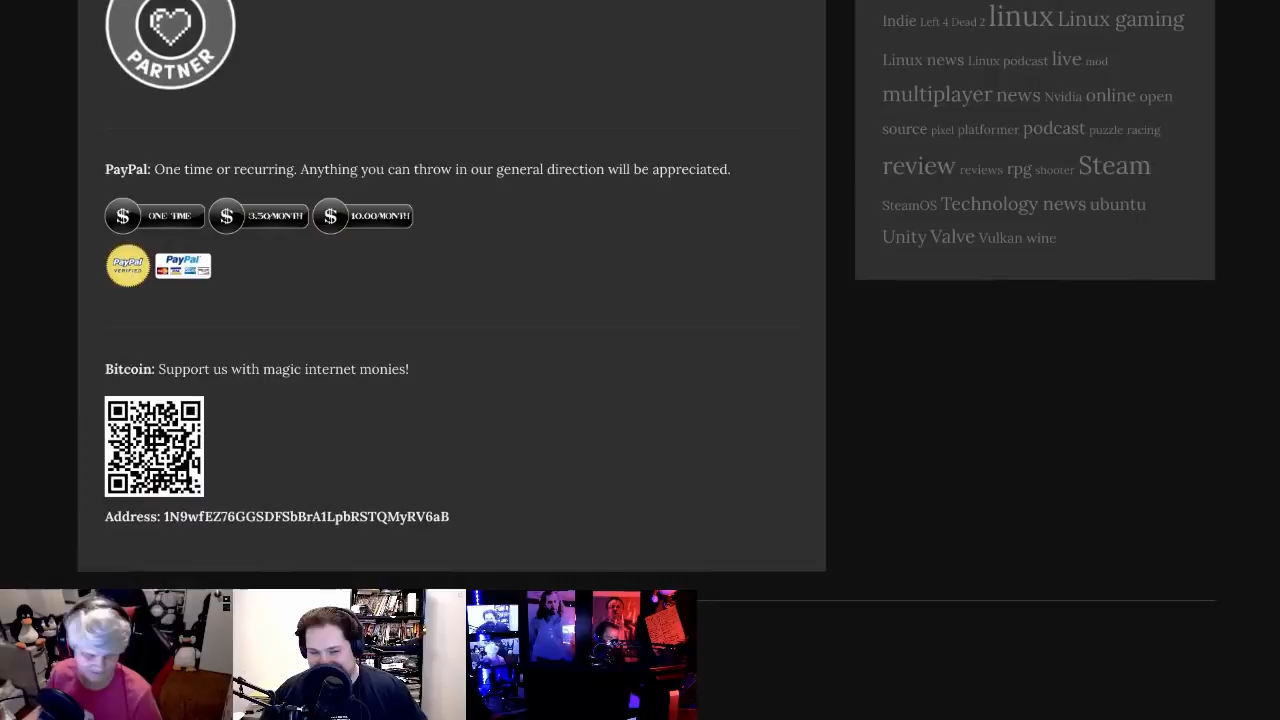 PARTNER
PayPal: One time or recurring. Anything you can throw in our general direction will be appreciated.
$ ONE TIME $ 3.50/MONTH $ 10.00/MONTH
PayPal VERIFIED PayPal
Bitcoin: Support us with magic internet monies!
Address: 1N9wfEZ76GGSDFSbBrA1LpbRSTQMyRV6aB
Indie Left 4 Dead 2 linux Linux gaming
Linux news Linux podcast live mod
multiplayer news Nvidia online open
source pixel platformer podcast puzzle racing
review reviews rpg shooter Steam
SteamOS Technology news ubuntu
Unity Valve Vulkan wine